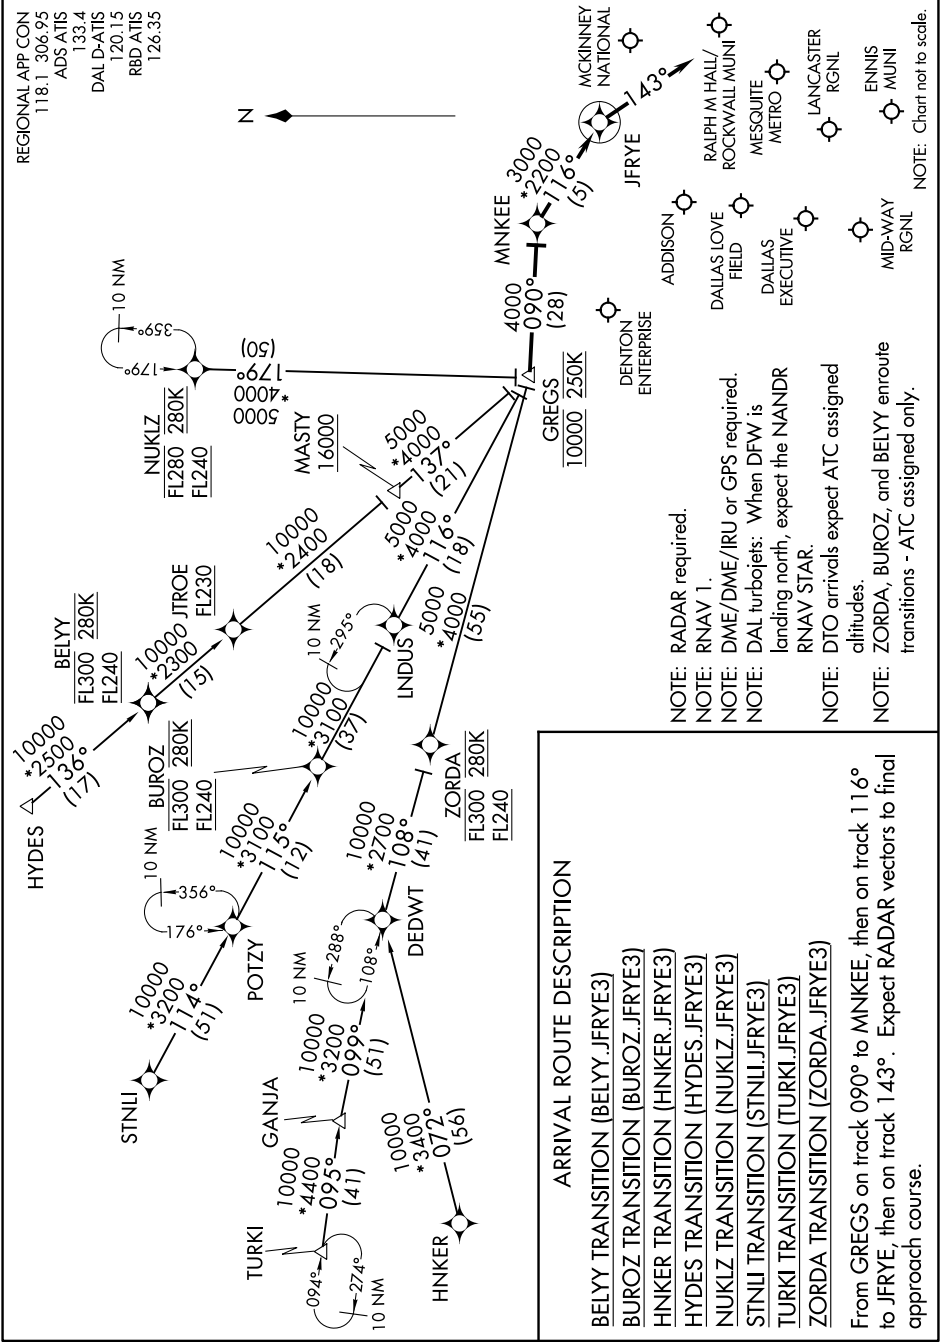 REGIONAL APP CON
118.1  306.95
ADS ATIS
133.4
DAL D-ATIS
120.15
RBD ATIS
126.35
N
NUKLZ
FL280 280K
FL240
10 NM
179°
359°
5000
*4000
179°
(50)
HYDES
10000
*2500
136°
(17)
BELYY
FL300 280K
FL240
10000
*2300
(15)
JTROE
FL230
10000
*2400
(18)
MASTY
16000
5000
*4000
137°
(21)
STNLI
10000
*3200
114°
(51)
POTZY
10 NM
176°
356°
10000
*3100
115°
(12)
BUROZ
FL300 280K
FL240
10000
*3100
(37)
LNDUS
10 NM
295°
5000
*4000
116°
(18)
TURKI
094°
274°
10 NM
10000
*4400
095°
(41)
GANJA
10000
*3200
099°
(51)
HNKER
10000
*3400
072°
(56)
DEDWT
10 NM
288°
108°
10000
*2700
108°
(41)
ZORDA
FL300 280K
FL240
5000
*4000
(55)
GREGS
10000 250K
4000
090°
(28)
MNKEE
3000
*2200
116°
(5)
JFRYE
143°
MCKINNEY
NATIONAL
DENTON
ENTERPRISE
ADDISON
DALLAS LOVE
FIELD
DALLAS
EXECUTIVE
RALPH M HALL/
ROCKWALL MUNI
MESQUITE
METRO
LANCASTER
RGNL
MID-WAY
RGNL
ENNIS
MUNI
NOTE: Chart not to scale.
NOTE: RADAR required.
NOTE: RNAV 1.
NOTE: DME/DME/IRU or GPS required.
NOTE: DAL turbojets: When DFW is
landing north, expect the NANDR
RNAV STAR.
NOTE: DTO arrivals expect ATC assigned
altitudes.
NOTE: ZORDA, BUROZ, and BELYY enroute
transitions - ATC assigned only.
ARRIVAL ROUTE DESCRIPTION
BELYY TRANSITION (BELYY.JFRYE3)
BUROZ TRANSITION (BUROZ.JFRYE3)
HNKER TRANSITION (HNKER.JFRYE3)
HYDES TRANSITION (HYDES.JFRYE3)
NUKLZ TRANSITION (NUKLZ.JFRYE3)
STNLI TRANSITION (STNLI.JFRYE3)
TURKI TRANSITION (TURKI.JFRYE3)
ZORDA TRANSITION (ZORDA.JFRYE3)
From GREGS on track 090° to MNKEE, then on track 116°
to JFRYE, then on track 143°. Expect RADAR vectors to final
approach course.